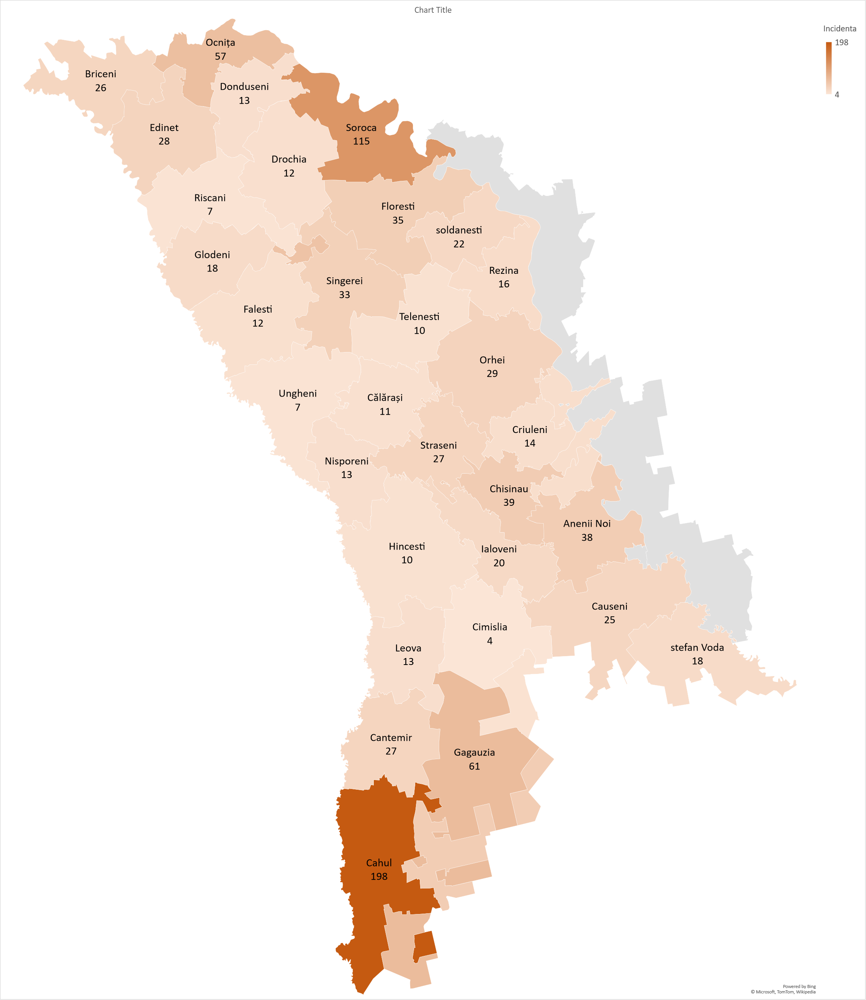 Chart Title
Incidenta
198
4
Ocnița
57
Briceni
26
Donduseni
13
Edinet
28
Soroca
115
Drochia
12
Riscani
7
Floresti
35
soldanesti
22
Glodeni
18
Rezina
16
Singerei
33
Falesti
12
Telenesti
10
Orhei
29
Ungheni
7
Călărași
11
Criuleni
14
Straseni
27
Nisporeni
13
Chisinau
39
Anenii Noi
38
Hincesti
10
Ialoveni
20
Causeni
25
Cimislia
4
Leova
13
stefan Voda
18
Cantemir
27
Gagauzia
61
Cahul
198
Powered by Bing
© Microsoft, TomTom, Wikipedia